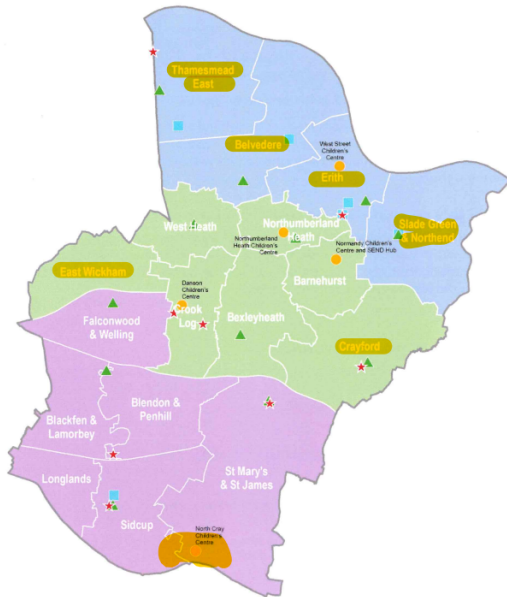 Thamesmead
East
Belvedere
West Street
Children's
Centre
Erith
West Heath
Northumberland
Heath
Northumberland
Heath Children's
Centre
Slade Green
& Northend
Normandy Children's
Centre and SEND Hub
East Wickham
Danson
Children's
Centre
Barnehurst
Falconwood
& Welling
Crook
Log
Bexleyheath
Crayford
Blendon &
Penhill
Blackfen &
Lamorbey
Longlands
St Mary's
& St James
Sidcup
North Cray
Children's
Centre